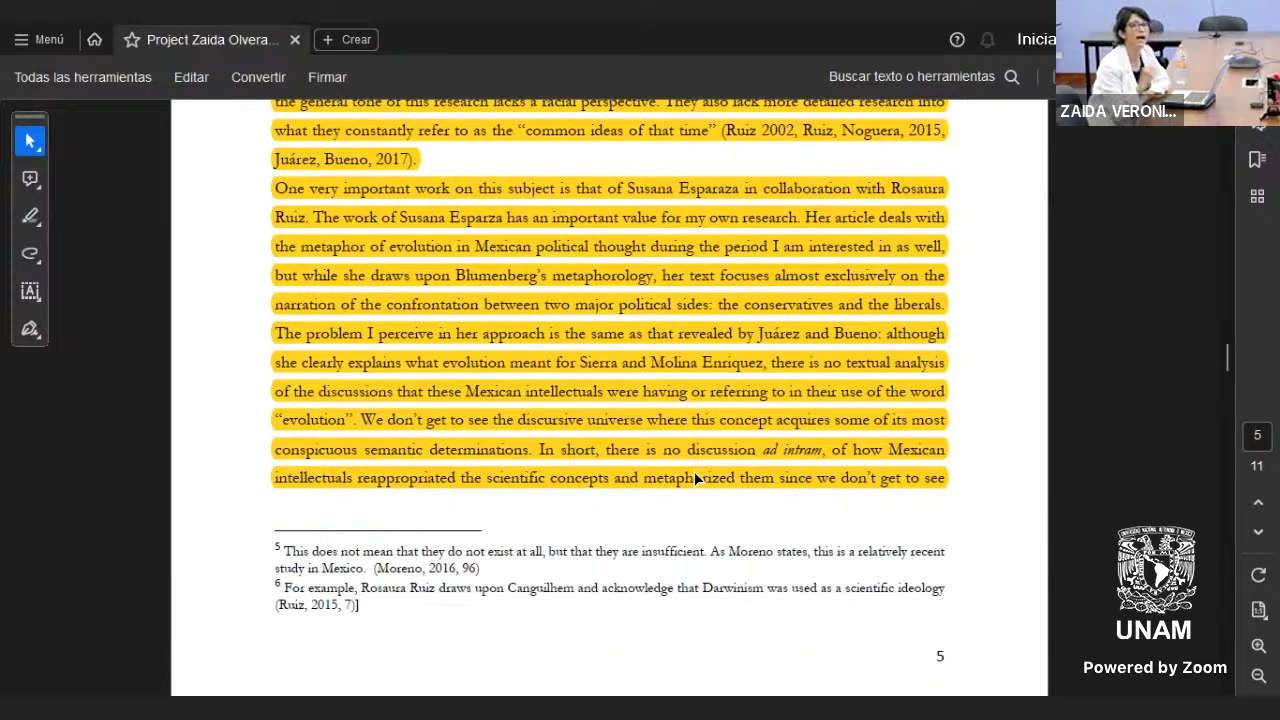 Menú
Project Zaida Olvera...
Crear
Inicia
Todas las herramientas
Editar
Convertir
Firmar
Buscar texto o herramientas
ZAIDA VERONI...
the general tone of this research lacks a racial perspective. They also lack more detailed research into
what they constantly refer to as the “common ideas of that time” (Ruiz 2002, Ruiz, Noguera, 2015,
Juárez, Bueno, 2017).
One very important work on this subject is that of Susana Esparaza in collaboration with Rosaura
Ruiz. The work of Susana Esparza has an important value for my own research. Her article deals with
the metaphor of evolution in Mexican political thought during the period I am interested in as well,
but while she draws upon Blumenberg’s metaphorology, her text focuses almost exclusively on the
narration of the confrontation between two major political sides: the conservatives and the liberals.
The problem I perceive in her approach is the same as that revealed by Juárez and Bueno: although
she clearly explains what evolution meant for Sierra and Molina Enriquez, there is no textual analysis
of the discussions that these Mexican intellectuals were having or referring to in their use of the word
“evolution”. We don’t get to see the discursive universe where this concept acquires some of its most
conspicuous semantic determinations. In short, there is no discussion ad intram, of how Mexican
intellectuals reappropriated the scientific concepts and metaphorized them since we don’t get to see
5 This does not mean that they do not exist at all, but that they are insufficient. As Moreno states, this is a relatively recent
study in Mexico. (Moreno, 2016, 96)
6 For example, Rosaura Ruiz draws upon Canguilhem and acknowledge that Darwinism was used as a scientific ideology
(Ruiz, 2015, 7)]
5
5
11
1:1
UNAM
Powered by Zoom